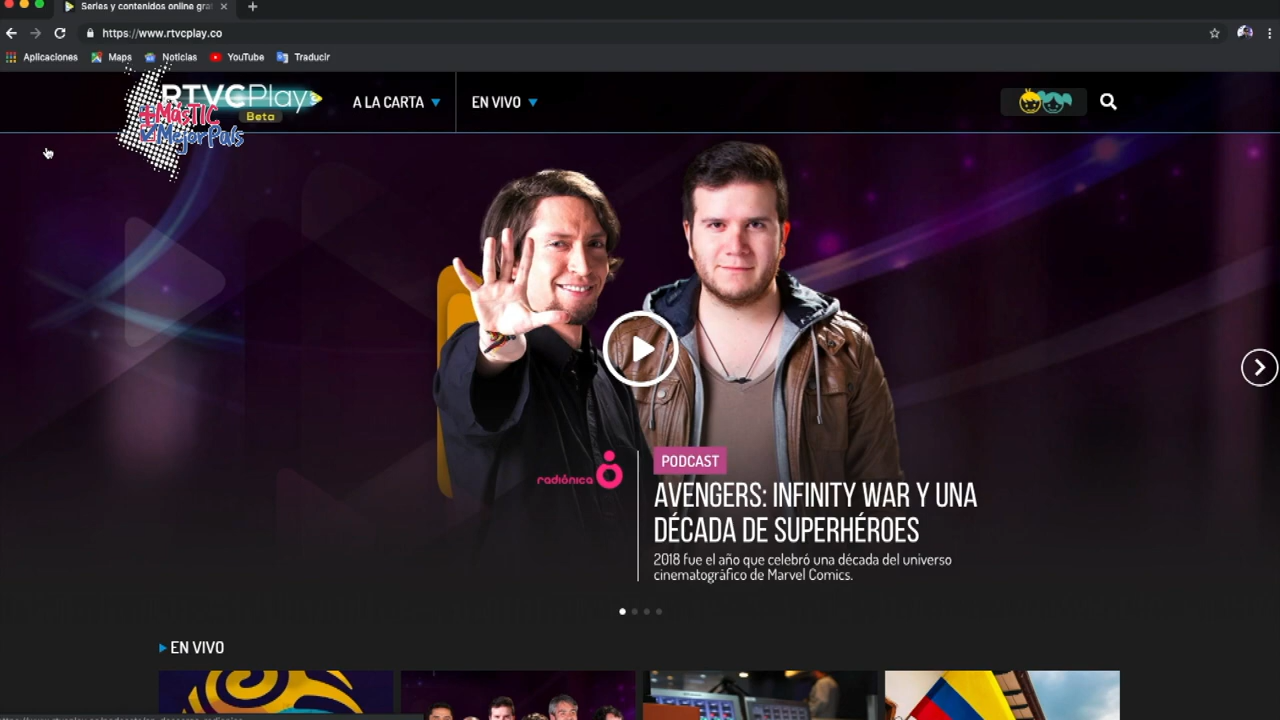 Series y contenidos online gra
https://www.rtvcplay.co
Aplicaciones Maps Noticias YouTube Traducir
RTVCPlay
Beta
+MásTIC
MejorPaís
A LA CARTA
EN VIVO
radiónica
PODCAST
AVENGERS: INFINITY WAR Y UNA
DÉCADA DE SUPERHÉROES
2018 fue el año que celebró una década del universo
cinematográfico de Marvel Comics.
EN VIVO